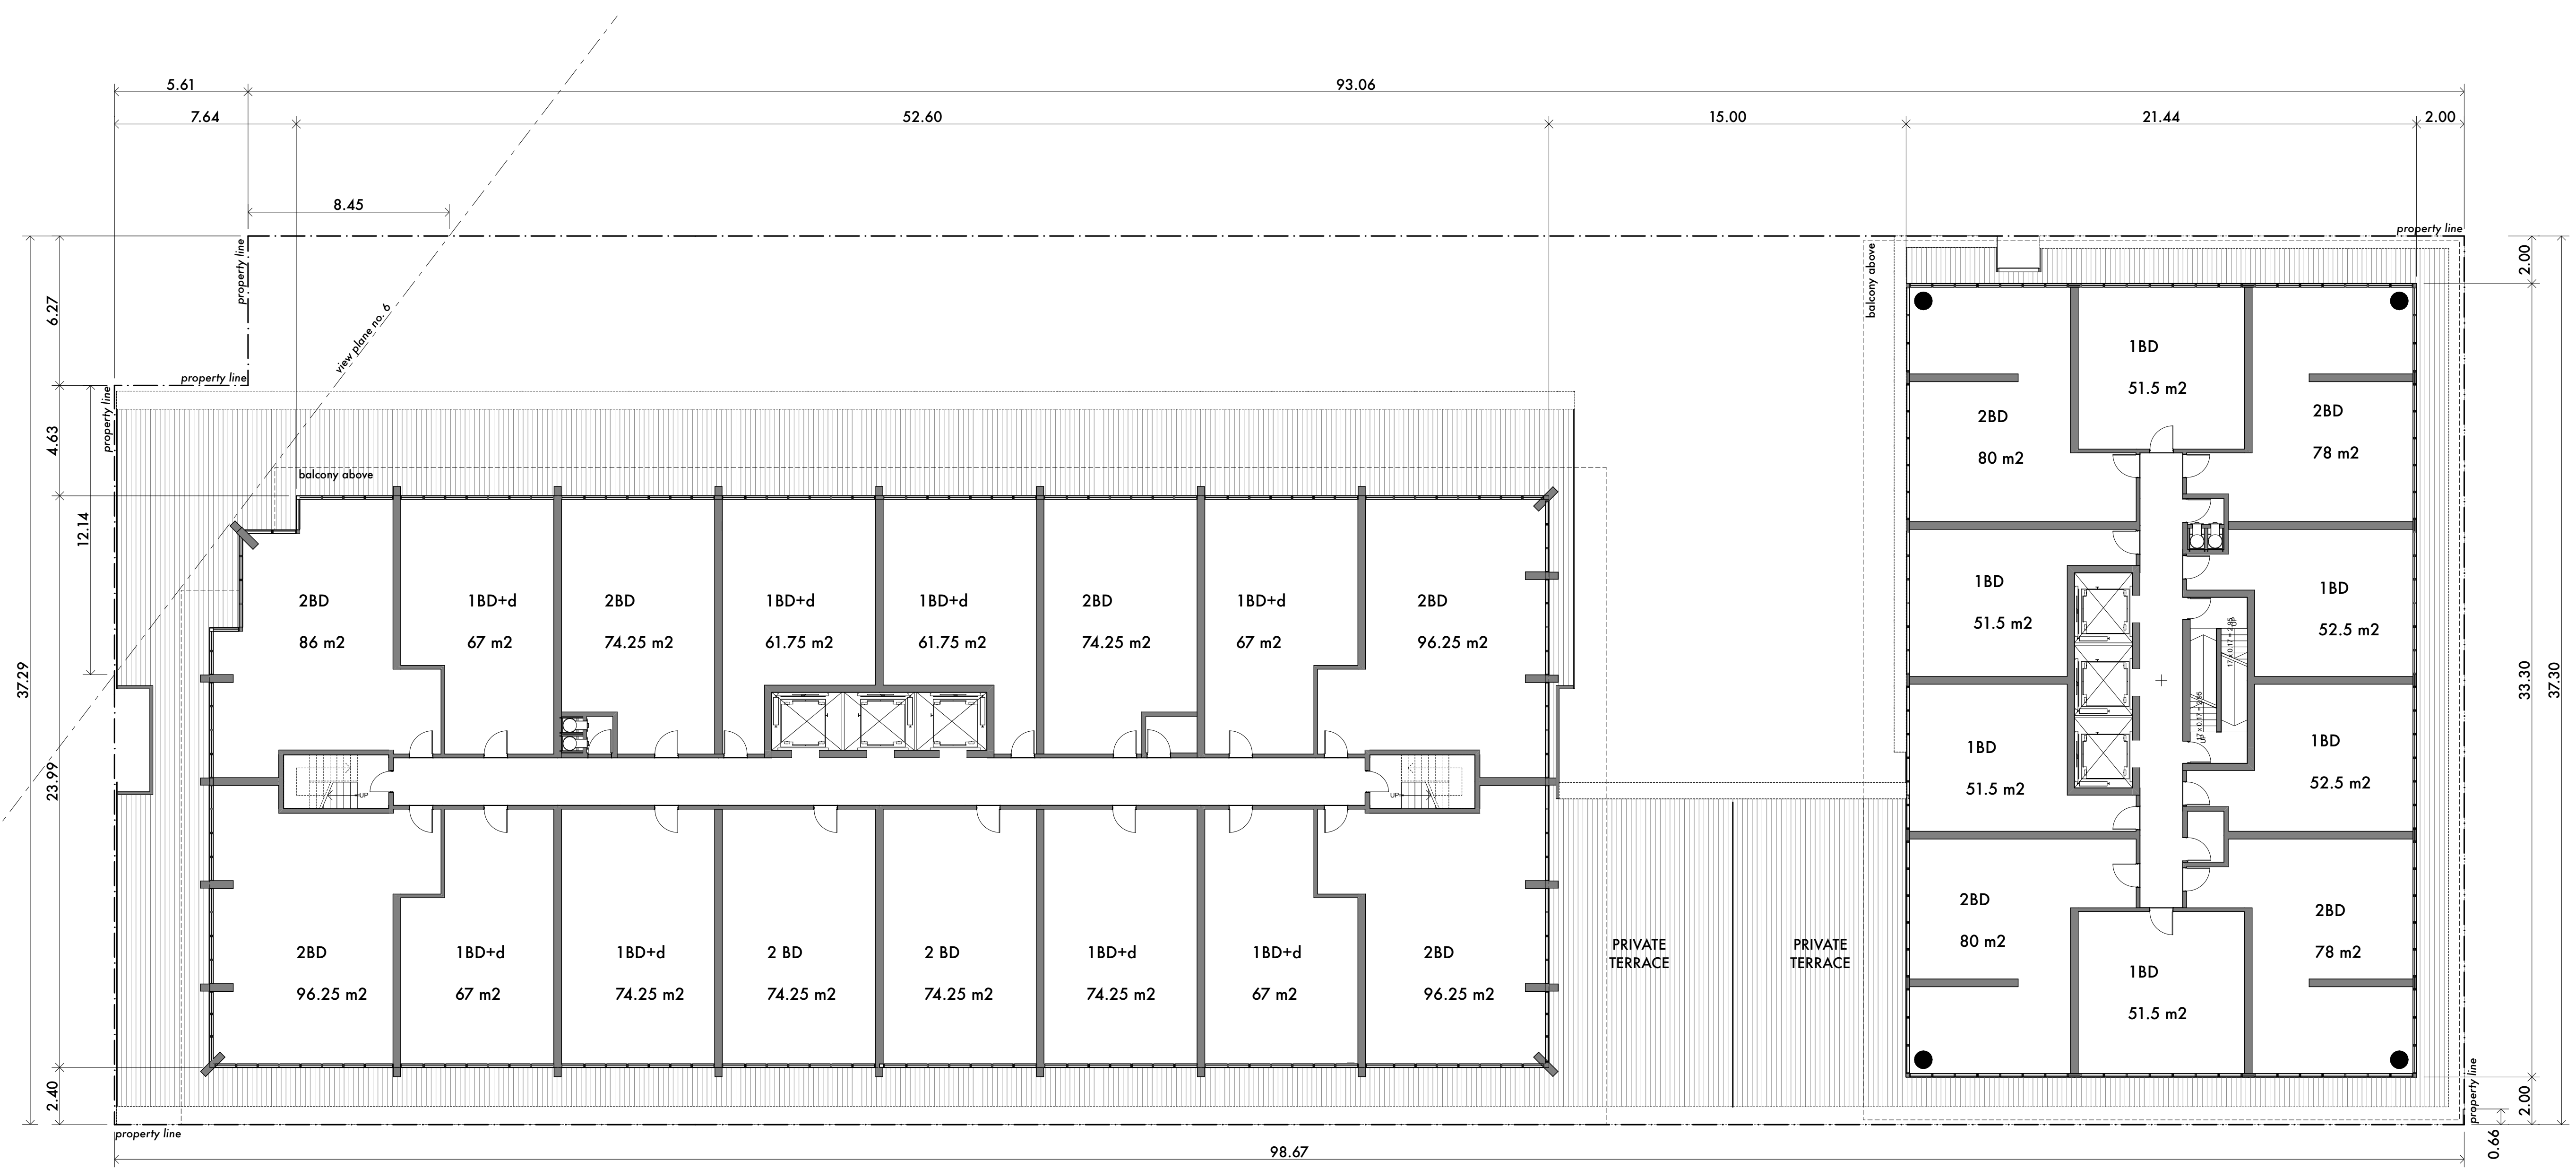 5.61
93.06
7.64
52.60
15.00
21.44
2.00
8.45
property line
property line
property line
property line
view plane no. 6
balcony above
balcony above
6.27
4.63
12.14
37.29
23.99
2.40
2.00
33.30
37.30
2.00
0.66
2BD
86 m2
1BD+d
67 m2
2BD
74.25 m2
1BD+d
61.75 m2
1BD+d
61.75 m2
2BD
74.25 m2
1BD+d
67 m2
2BD
96.25 m2
UP
UP
2BD
96.25 m2
1BD+d
67 m2
1BD+d
74.25 m2
2 BD
74.25 m2
2 BD
74.25 m2
1BD+d
74.25 m2
1BD+d
67 m2
2BD
96.25 m2
PRIVATE
TERRACE
PRIVATE
TERRACE
1BD
51.5 m2
2BD
80 m2
2BD
78 m2
1BD
51.5 m2
1BD
52.5 m2
UP
UP
1BD
51.5 m2
1BD
52.5 m2
2BD
80 m2
2BD
78 m2
1BD
51.5 m2
property line
property line
98.67